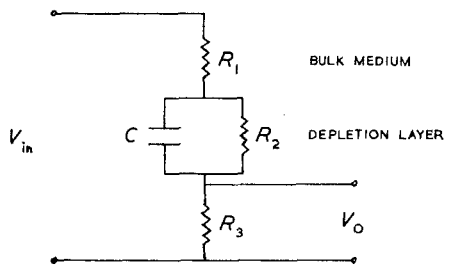 R1
BULK MEDIUM
Vin
C
R2
DEPLETION LAYER
R3
VO